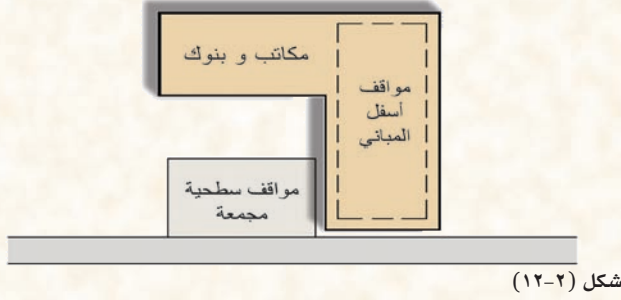 مكاتب و بنوك
مواقف
أسفل
المباني
مواقف سطحية
مجمعة
شكل (٢-١٢)